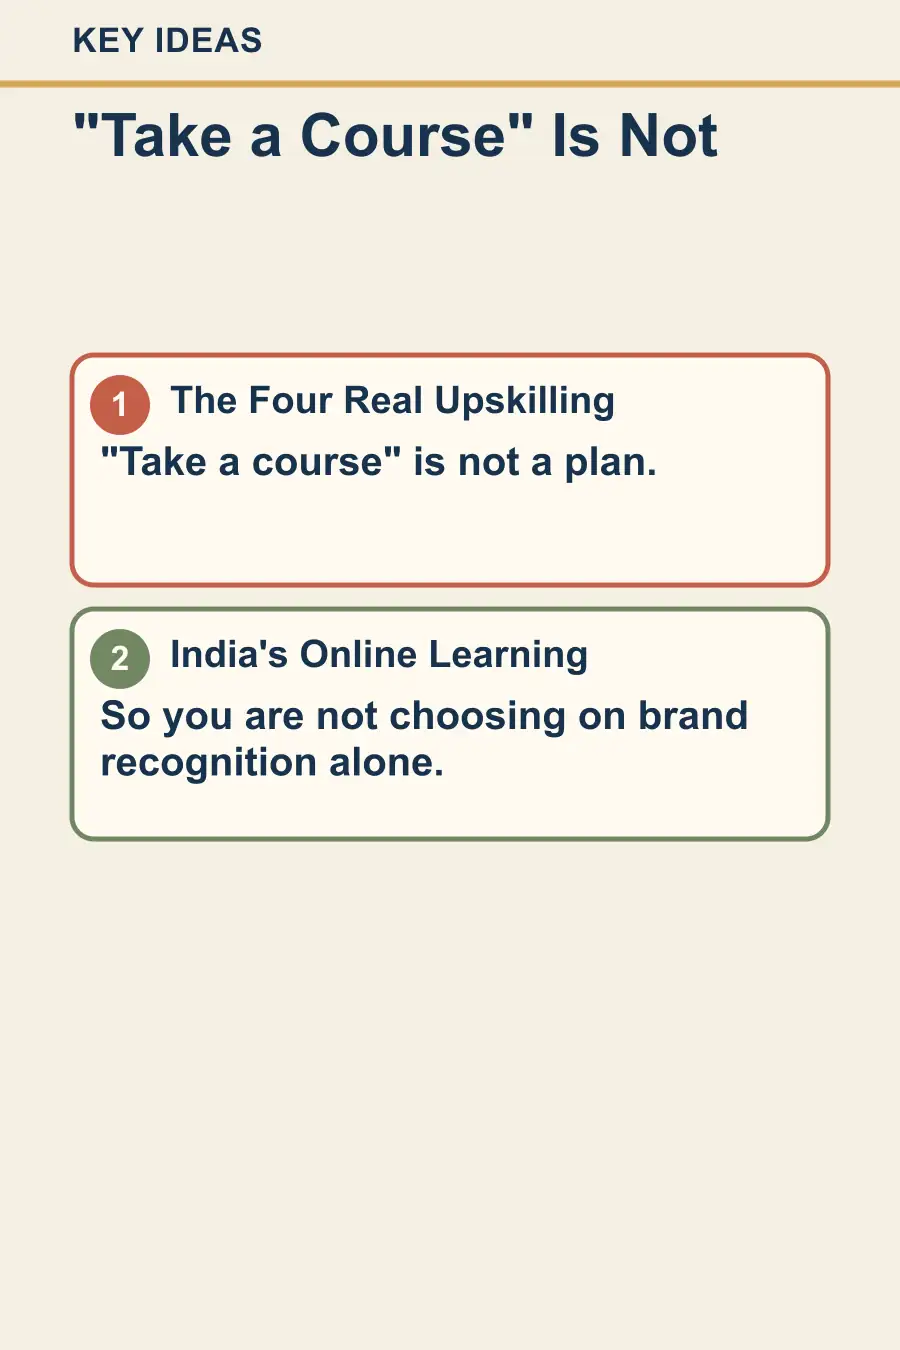 KEY IDEAS
"Take a Course" Is Not
1
The Four Real Upskilling
"Take a course" is not a plan.
2
India's Online Learning
So you are not choosing on brand
recognition alone.